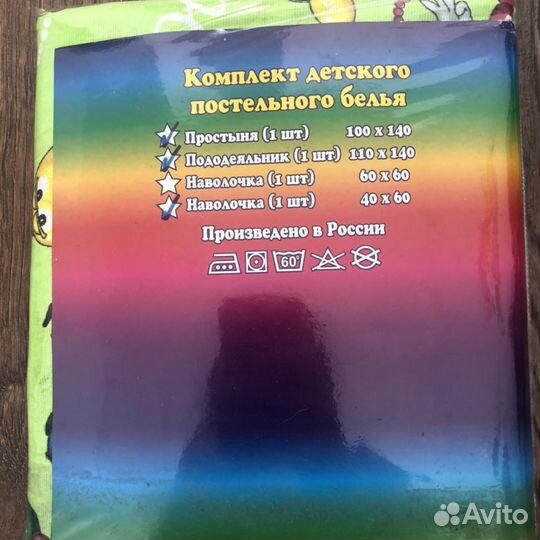 Комплект детского
постельного белья
Простыня (1 шт) 100 x 140
Пододеяльник (1 шт) 110 x 140
Наволочка (1 шт) 60 x 60
Наволочка (1 шт) 40 x 60
Произведено в России
60°
Avito